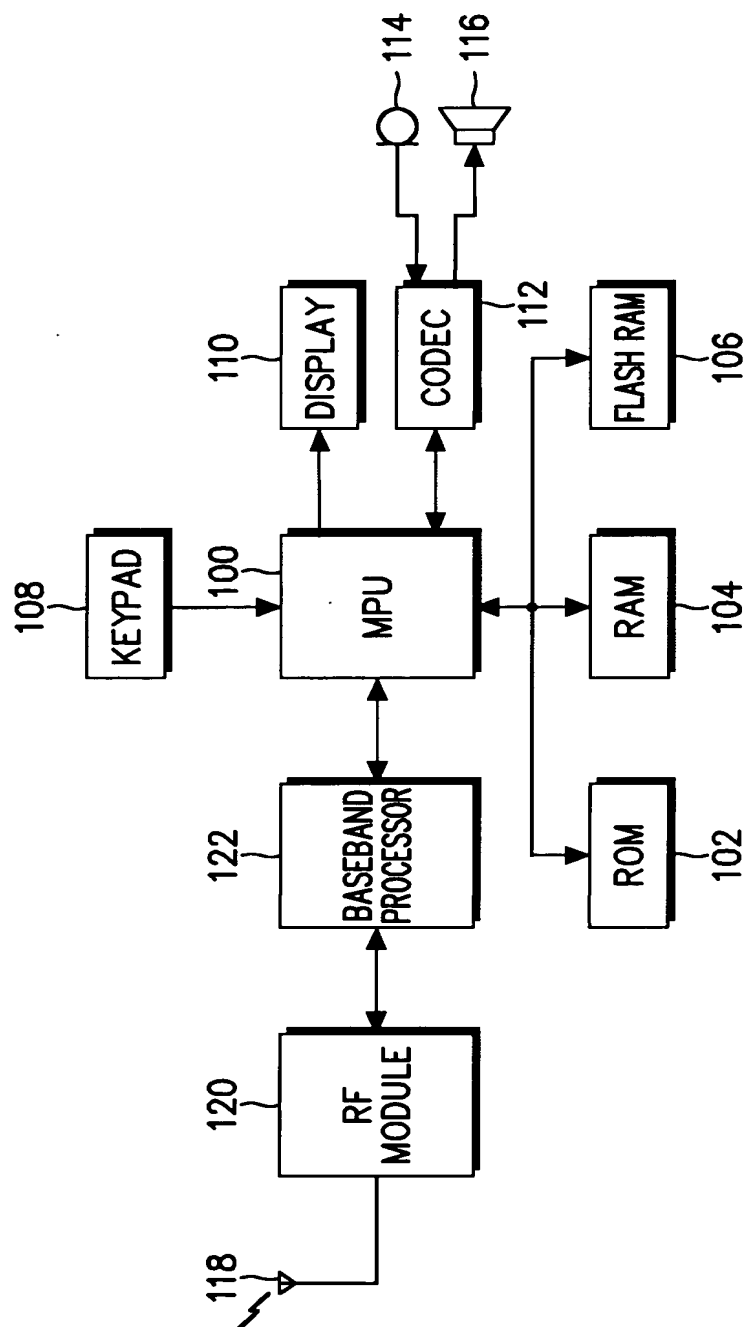 108
KEYPAD
118
120
RF
MODULE
122
BASEBAND
PROCESSOR
100
MPU
110
DISPLAY
CODEC
112
114
116
ROM
102
RAM
104
FLASH RAM
106